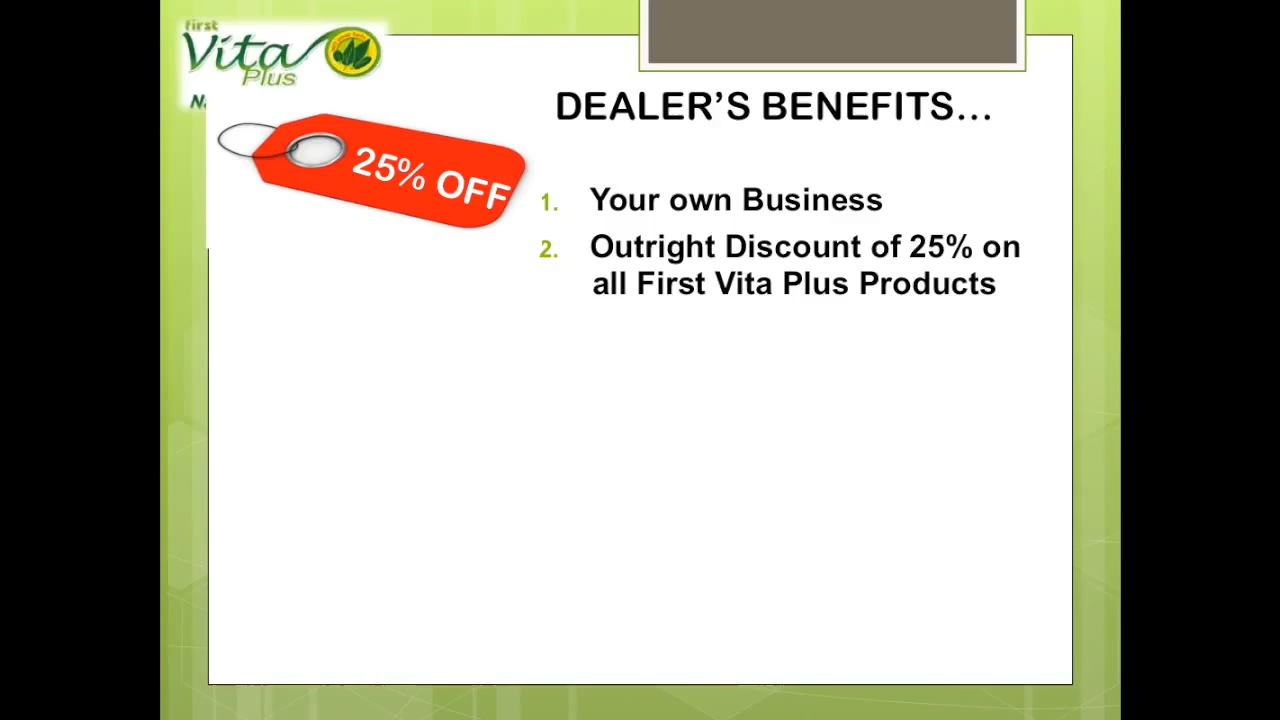 first
Vita
Plus
25% OFF
DEALER’S BENEFITS...
1. Your own Business
2. Outright Discount of 25% on
all First Vita Plus Products